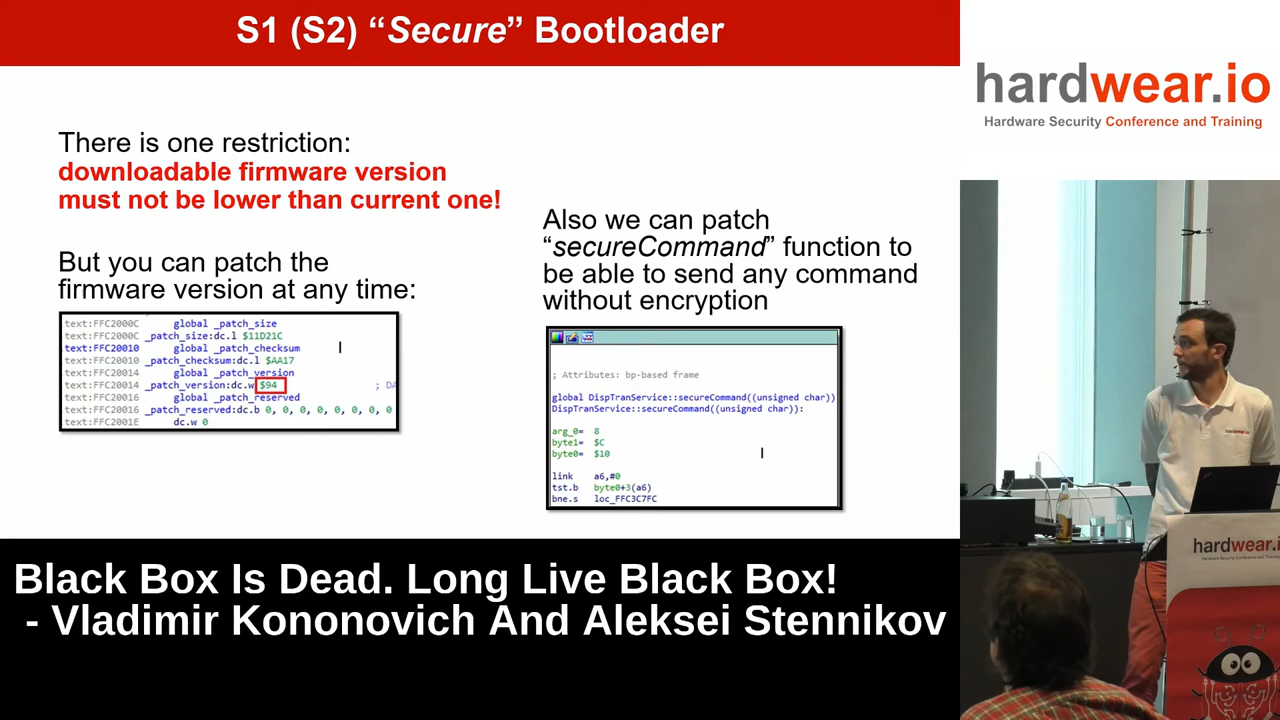 S1 (S2) “Secure” Bootloader
hardwear.io
Hardware Security Conference and Training
There is one restriction:
downloadable firmware version
must not be lower than current one!
But you can patch the
firmware version at any time:
text:FFC2000C global _patch_size
text:FFC2000C _patch_size:dc.l $11D21C
text:FFC20010 global _patch_checksum
text:FFC20010 _patch_checksum:dc.l $AA17
text:FFC20014 global _patch_version
text:FFC20014 _patch_version:dc.w $94 ; DA
text:FFC20016 global _patch_reserved
text:FFC20016 _patch_reserved:dc.b 0, 0, 0, 0, 0, 0, 0, 0
text:FFC2001E dc.w 0
Also we can patch
“secureCommand” function to
be able to send any command
without encryption
; Attributes: bp-based frame
global DispTranService::secureCommand((unsigned char))
DispTranService::secureCommand((unsigned char)):
arg_0= 8
byte1= $C
byte0= $10
link a6,#0
tst.b byte0+3(a6)
bne.s loc_FFC3C7FC
hardwear.io
hardwear.i
Black Box Is Dead. Long Live Black Box!
- Vladimir Kononovich And Aleksei Stennikov